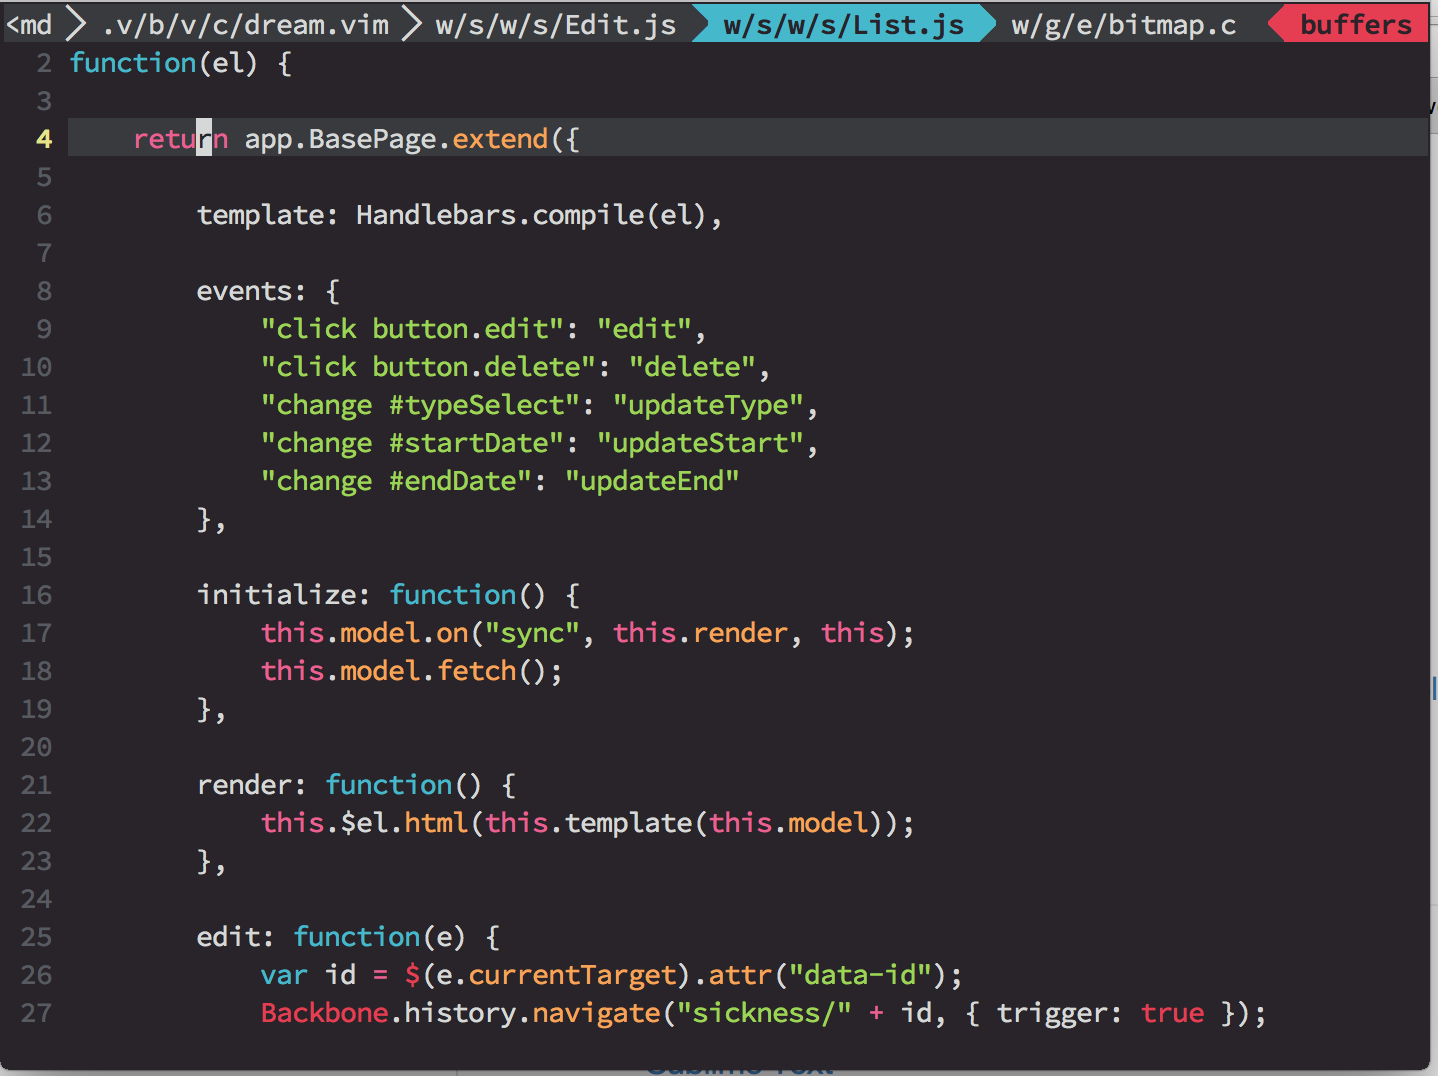 <md > .v/b/v/c/dream.vim > w/s/w/s/Edit.js w/s/w/s/List.js w/g/e/bitmap.c buffers
2 function(el) {
3
4     return app.BasePage.extend({
5
6         template: Handlebars.compile(el),
7
8         events: {
9             "click button.edit": "edit",
10             "click button.delete": "delete",
11             "change #typeSelect": "updateType",
12             "change #startDate": "updateStart",
13             "change #endDate": "updateEnd"
14         },
15
16         initialize: function() {
17             this.model.on("sync", this.render, this);
18             this.model.fetch();
19         },
20
21         render: function() {
22             this.$el.html(this.template(this.model));
23         },
24
25         edit: function(e) {
26             var id = $(e.currentTarget).attr("data-id");
27             Backbone.history.navigate("sickness/" + id, { trigger: true });